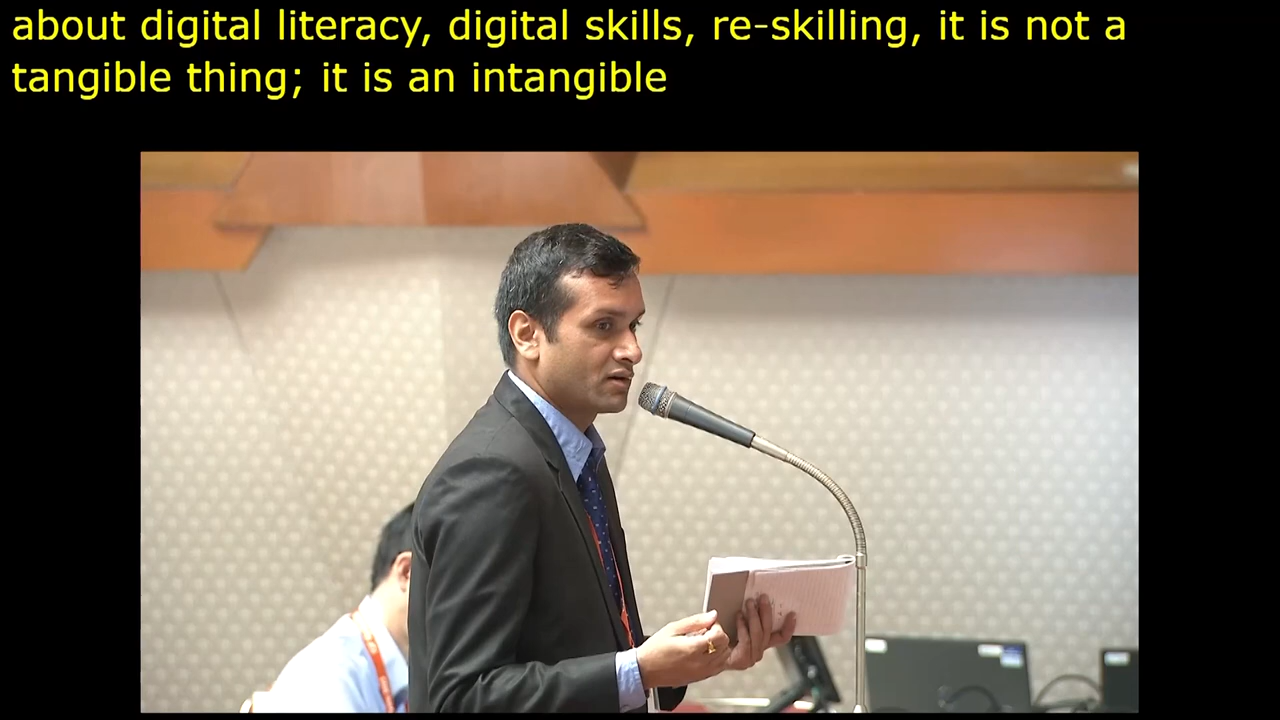 about digital literacy, digital skills, re-skilling, it is not a
tangible thing; it is an intangible